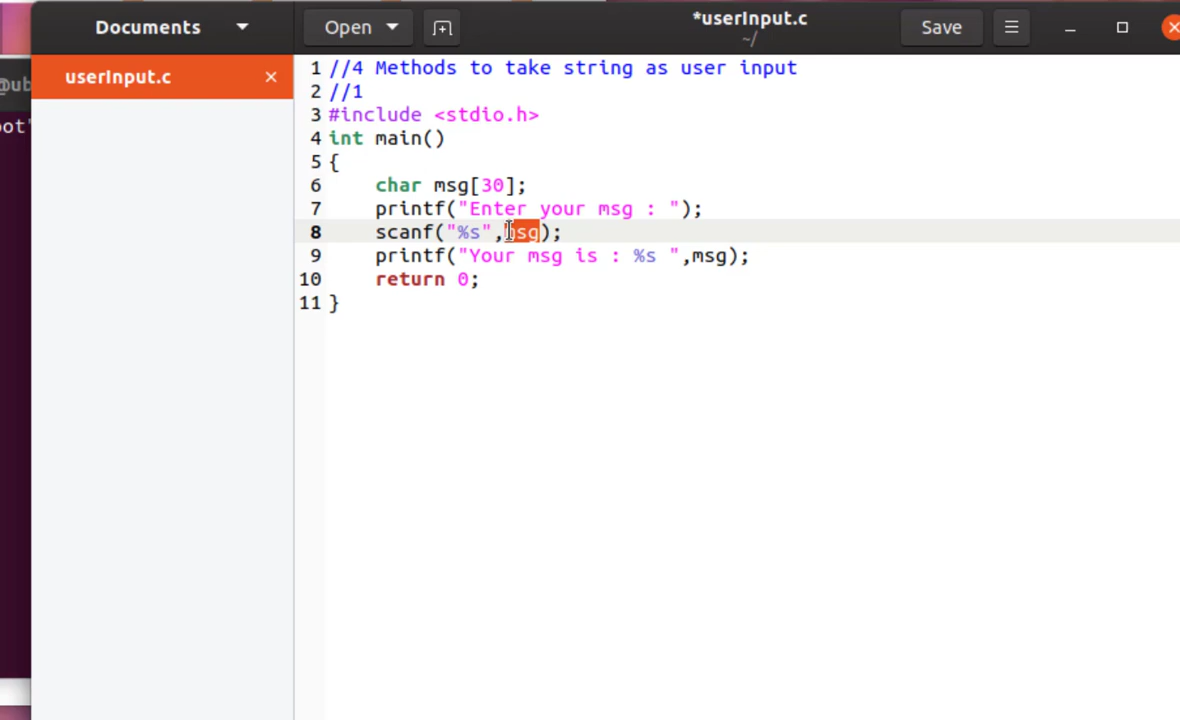 Documents Open *userInput.c Save
~/
userInput.c
@ub
ot'
1 //4 Methods to take string as user input
2 //1
3 #include <stdio.h>
4 int main()
5 {
6 char msg[30];
7 printf("Enter your msg : ");
8 scanf("%s",msg);
9 printf("Your msg is : %s ",msg);
10 return 0;
11 }